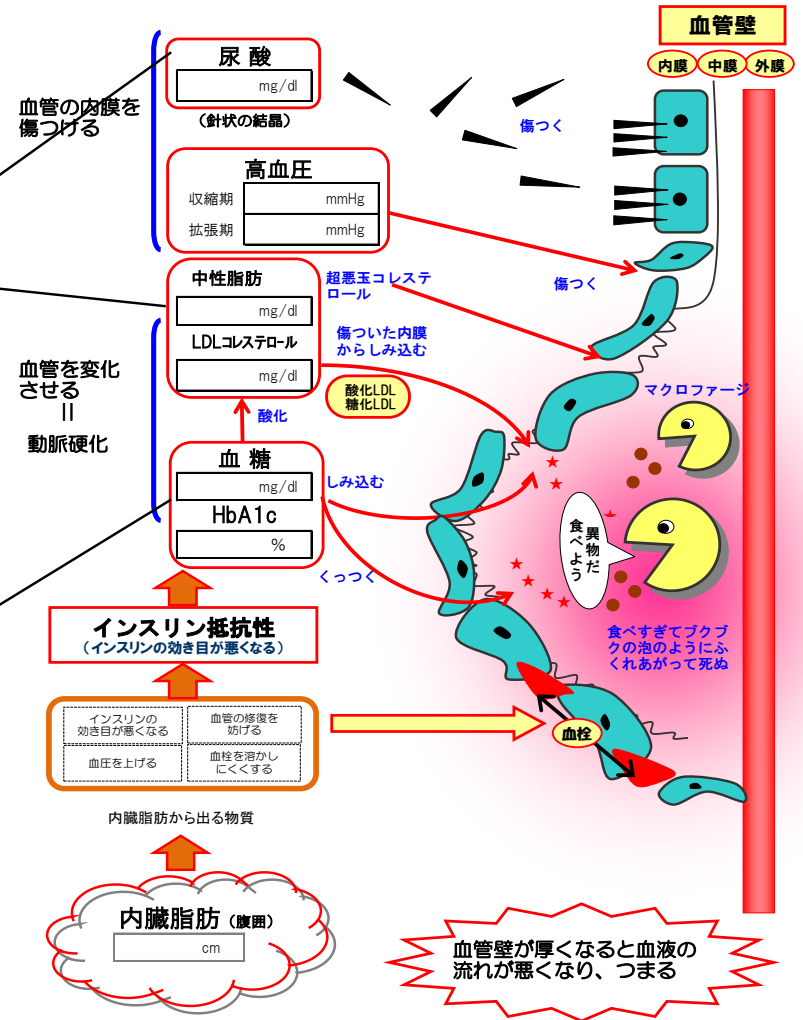 血管壁
内膜
中膜
外膜
尿酸
mg/dl
(針状の結晶)
血管の内膜を
傷つける
傷つく
高血圧
収縮期
mmHg
拡張期
mmHg
傷つく
中性脂肪
mg/dl
LDLコレステロール
mg/dl
超悪玉コレステ
ロール
傷ついた内膜
からしみ込む
酸化LDL
糖化LDL
血管を変化
させる
||
動脈硬化
酸化
マクロファージ
血糖
mg/dl
HbA1c
%
しみ込む
くっつく
異物だ
食べよう
食べすぎてブクブ
クの泡のようにふ
くれあがって死ぬ
インスリン抵抗性
(インスリンの効き目が悪くなる)
インスリンの
効き目が悪くなる
血管の修復を
妨げる
血圧を上げる
血栓を溶かし
にくくする
血栓
内臓脂肪から出る物質
内臓脂肪(腹囲)
cm
血管壁が厚くなると血液の
流れが悪くなり、つまる